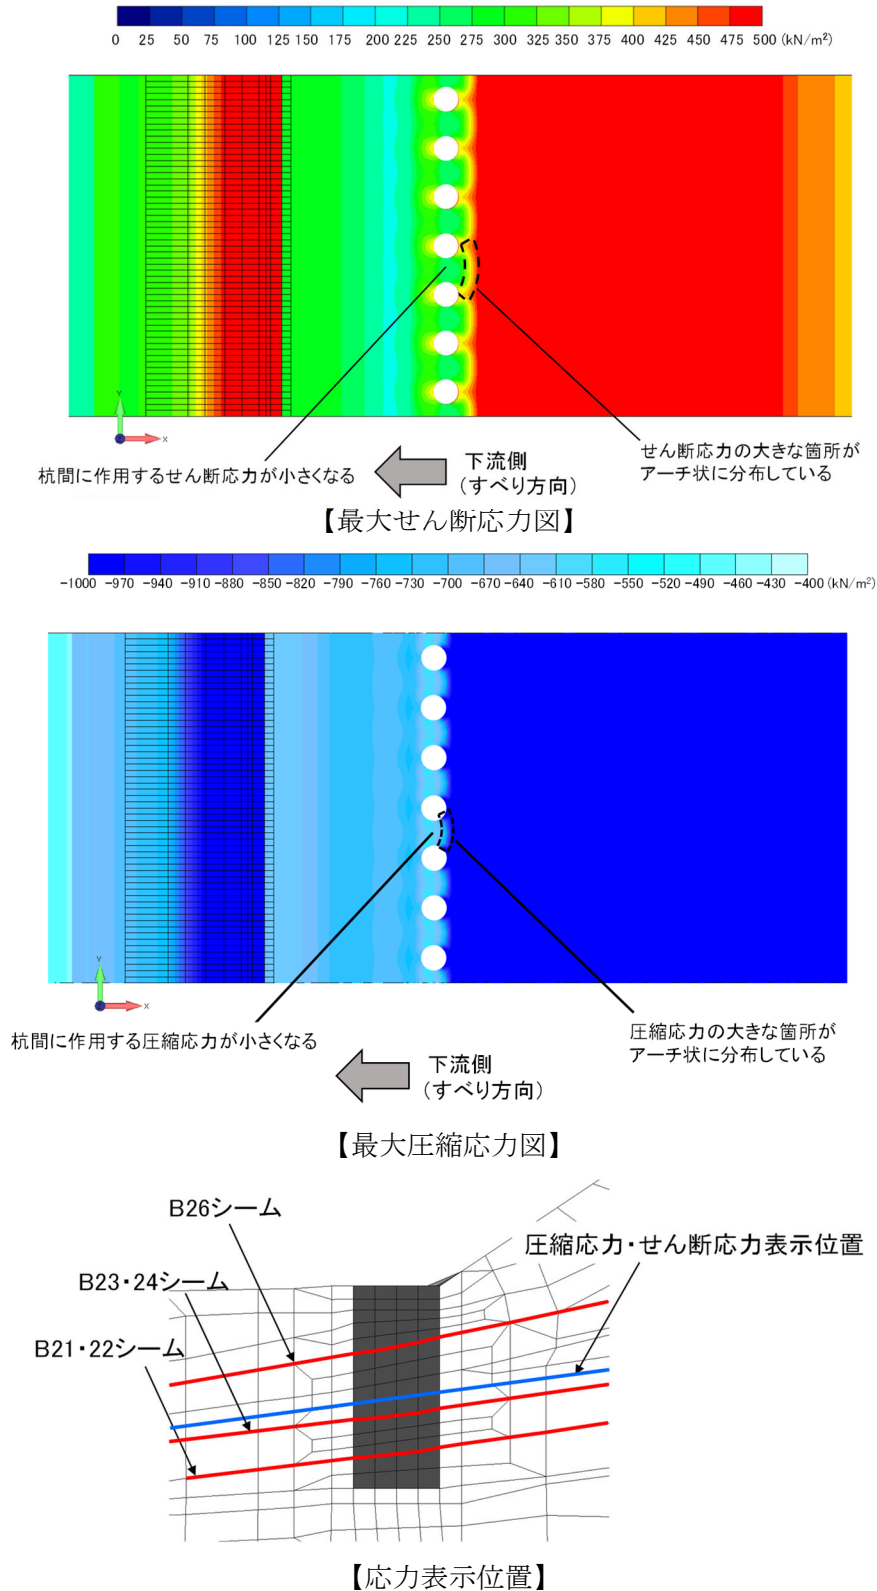 0 25 50 75 100 125 150 175 200 225 250 275 300 325 350 375 400 425 450 475 500 (kN/m²)
Y
Z X
杭間に作用するせん断応力が小さくなる
下流側
(すべり方向)
せん断応力の大きな箇所が
アーチ状に分布している
【最大せん断応力図】
-1000 -970 -940 -910 -880 -850 -820 -790 -760 -730 -700 -670 -640 -610 -580 -550 -520 -490 -460 -430 -400 (kN/m²)
Y
Z X
杭間に作用する圧縮応力が小さくなる
下流側
(すべり方向)
圧縮応力の大きな箇所が
アーチ状に分布している
【最大圧縮応力図】
B26シーム
圧縮応力・せん断応力表示位置
B23・24シーム
B21・22シーム
【応力表示位置】